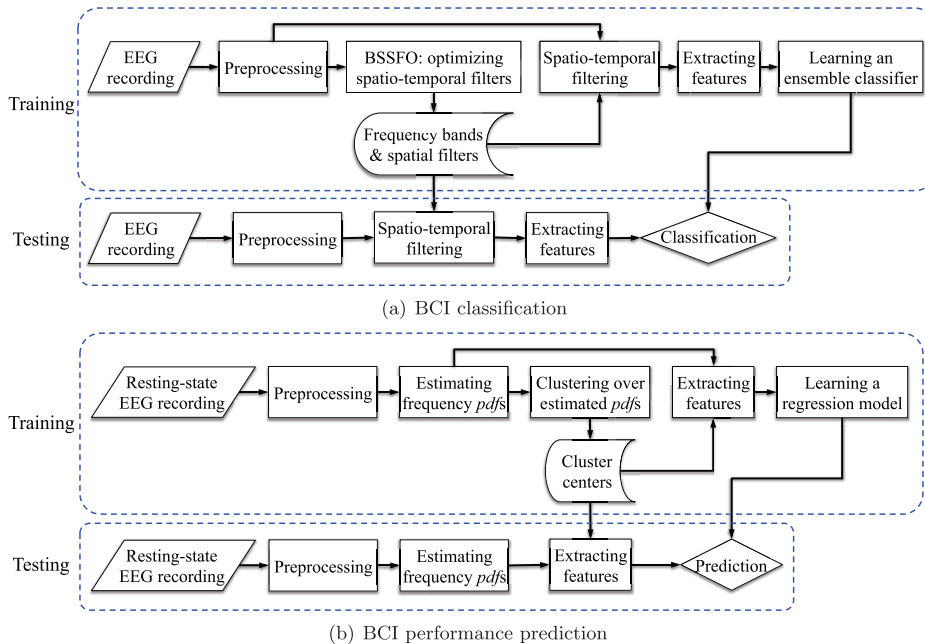 Training
EEG
recording
Preprocessing
BSSFO: optimizing
spatio-temporal filters
Spatio-temporal
filtering
Extracting
features
Learning an
ensemble classifier
Frequency bands
& spatial filters
Testing
EEG
recording
Preprocessing
Spatio-temporal
filtering
Extracting
features
Classification
(a) BCI classification
Training
Resting-state
EEG recording
Preprocessing
Estimating
frequency pdfs
Clustering over
estimated pdfs
Extracting
features
Learning a
regression model
Cluster
centers
Testing
Resting-state
EEG recording
Preprocessing
Estimating
frequency pdfs
Extracting
features
Prediction
(b) BCI performance prediction